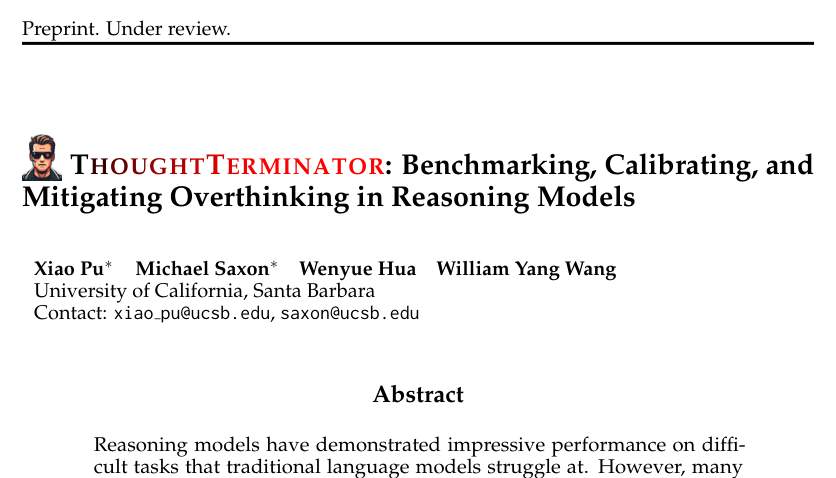 Preprint. Under review.
THOUGHTTERMINATOR: Benchmarking, Calibrating, and
Mitigating Overthinking in Reasoning Models
Xiao Pu* Michael Saxon* Wenyue Hua William Yang Wang
University of California, Santa Barbara
Contact: xiao_pu@ucsb.edu, saxon@ucsb.edu
Abstract
Reasoning models have demonstrated impressive performance on diffi-
cult tasks that traditional language models struggle at. However, many